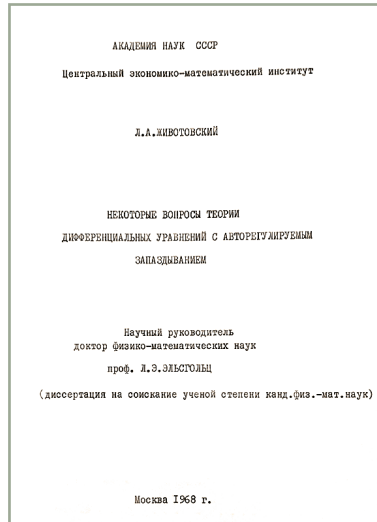 АКАДЕМИЯ НАУК СССР
Центральный экономико-математический институт
Л.А.ЖИВОТОВСКИЙ
НЕКОТОРЫЕ ВОПРОСЫ ТЕОРИИ
ДИФФЕРЕНЦИАЛЬНЫХ УРАВНЕНИЙ С АВТОРЕГУЛИРУЕМЫМ
ЗАПАЗДЫВАНИЕМ
Научный руководитель
доктор физико-математических наук
проф. Л.Э.ЭЛЬСГОЛЬЦ
(диссертация на соискание ученой степени канд.физ.-мат.наук)
Москва 1968 г.